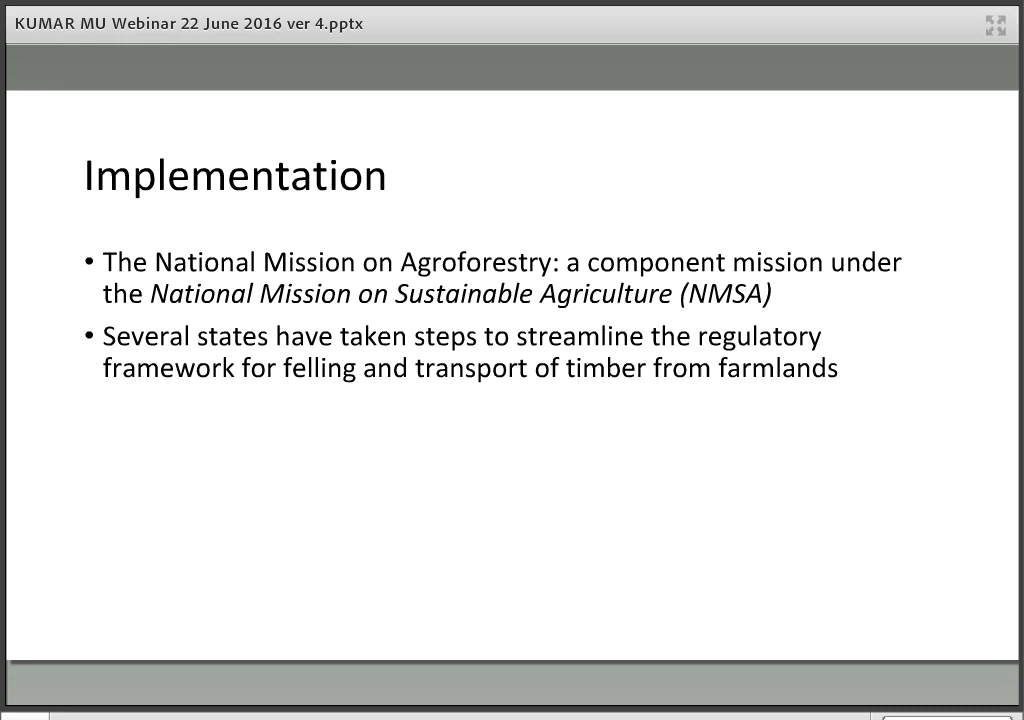 KUMAR MU Webinar 22 June 2016 ver 4.pptx
Implementation
• The National Mission on Agroforestry: a component mission under
the National Mission on Sustainable Agriculture (NMSA)
• Several states have taken steps to streamline the regulatory
framework for felling and transport of timber from farmlands